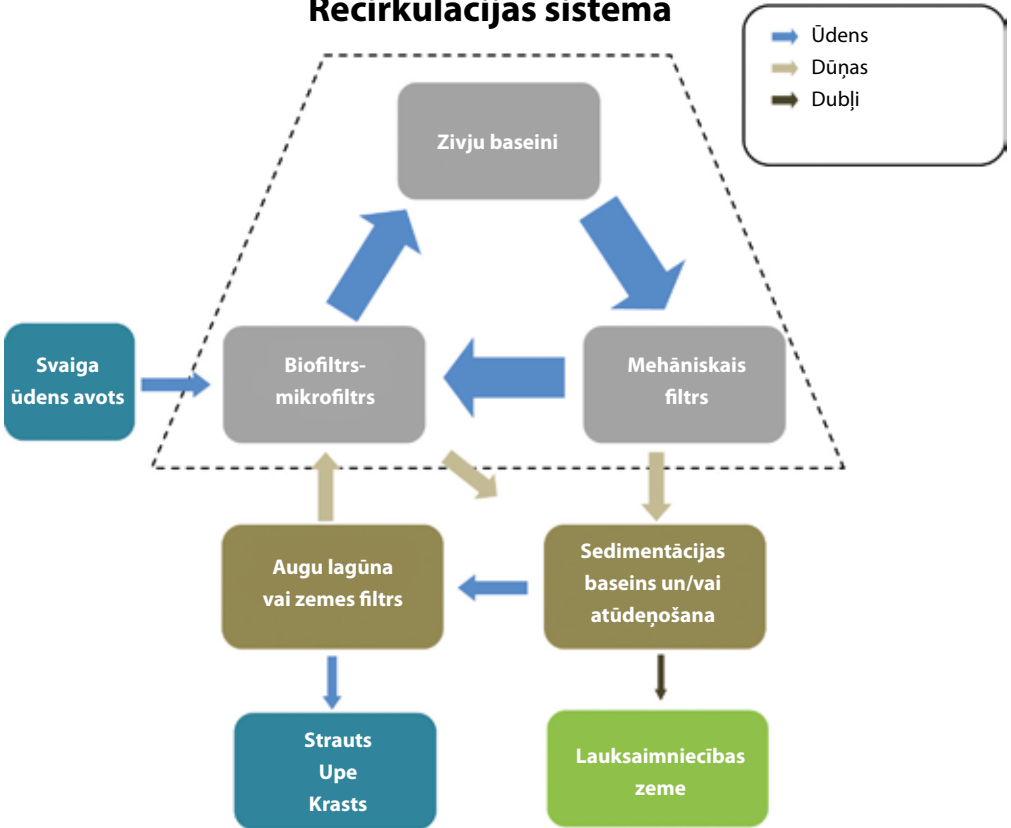 Recirkulācijas sistēma
Ūdens
Dūņas
Dubļi
Zivju baseini
Svaiga
ūdens avots
Biofiltrs-
mikrofiltrs
Mehāniskais
filtrs
Augu lagūna
vai zemes filtrs
Sedimentācijas
baseins un/vai
atūdeņošana
Strauts
Upe
Krasts
Lauksaimniecības
zeme